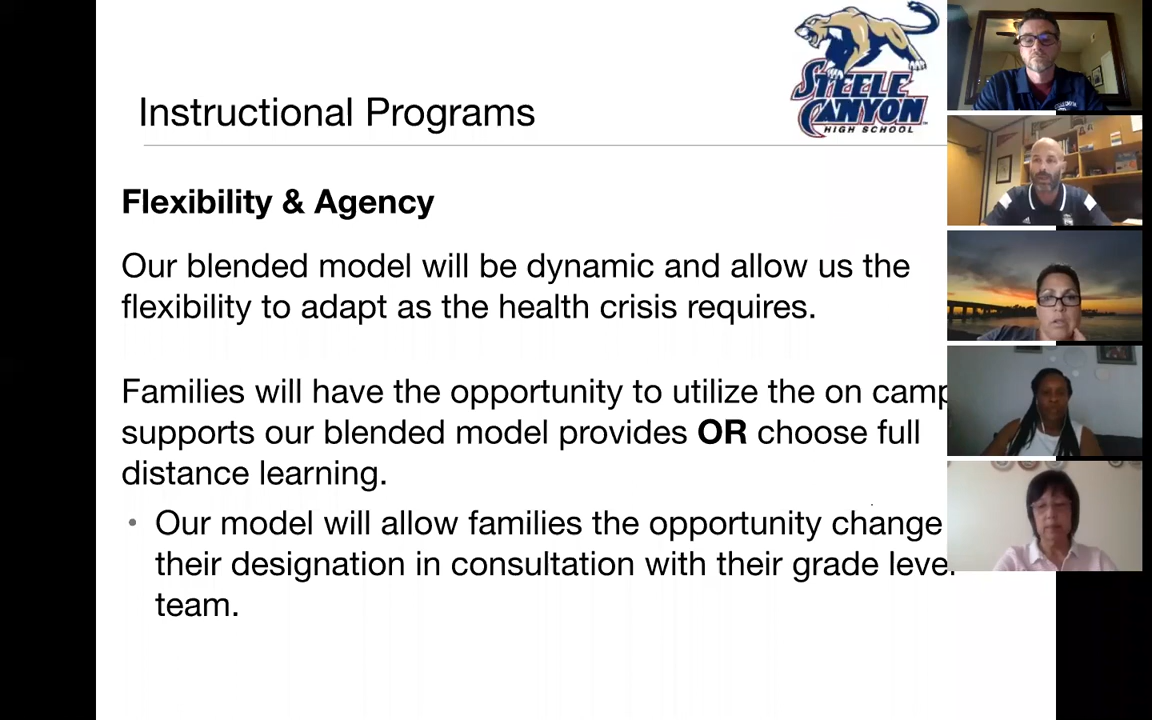 Instructional Programs
STEELE
CANYON
HIGH SCHOOL
Flexibility & Agency
Our blended model will be dynamic and allow us the
flexibility to adapt as the health crisis requires.
Families will have the opportunity to utilize the on camp
supports our blended model provides OR choose full
distance learning.
• Our model will allow families the opportunity change
their designation in consultation with their grade level
team.